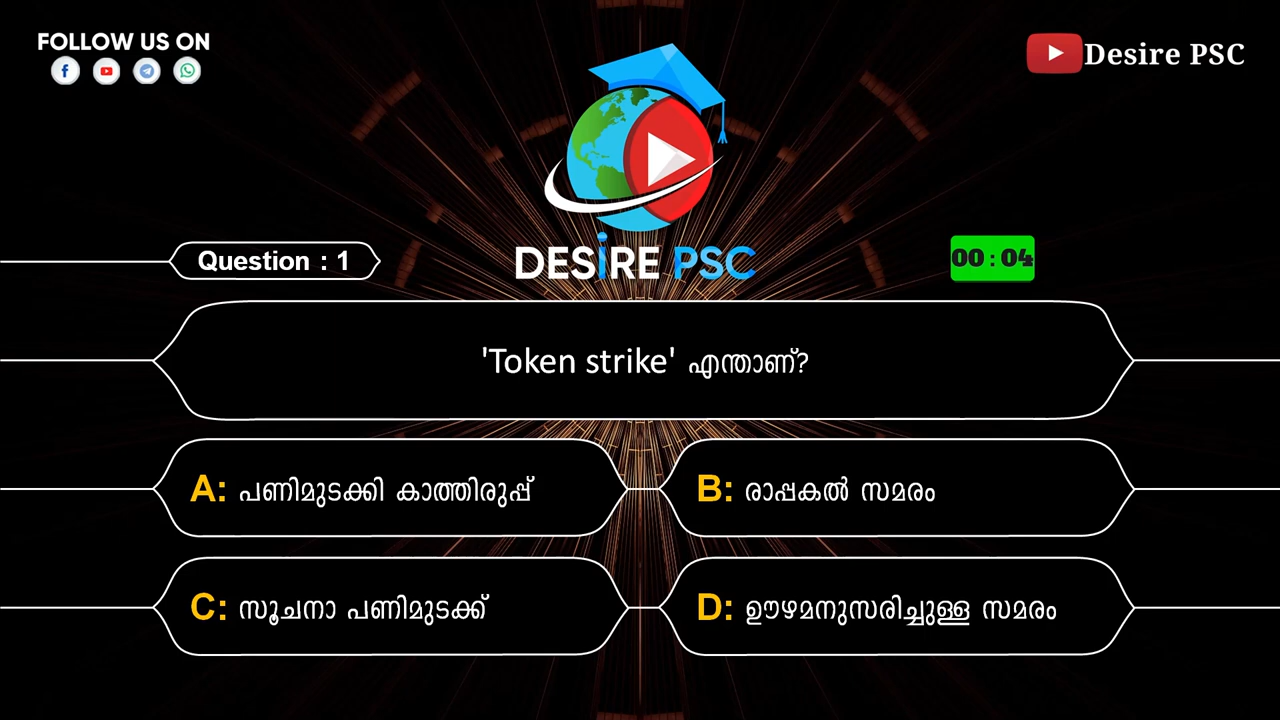 FOLLOW US ON
Desire PSC
DESiRE PSC
Question : 1
00 : 04
'Token strike' എന്താണ്?
A: പണിമുടക്കി കാത്തിരുപ്പ്
B: രാപ്പകൽ സമരം
C: സൂചനാ പണിമുടക്ക്
D: ഊഴമനുസരിച്ചുള്ള സമരം